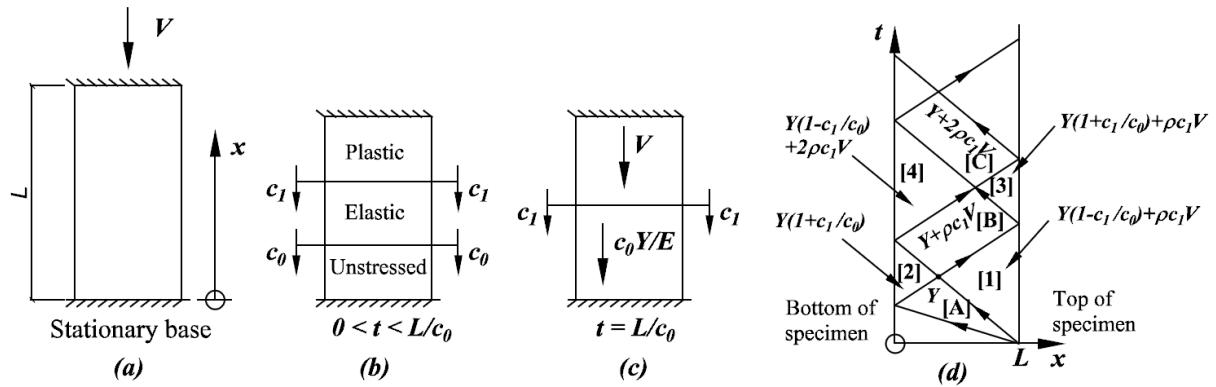 V
L
x
Stationary base
(a)
Plastic
c₁ c₁
Elastic
c₀ c₀
Unstressed
0 < t < L/c₀
(b)
V
c₁ c₁
c₀Y/E
t = L/c₀
(c)
t
Y(1-c₁/c₀)
+2ρc₁V
Y+2ρc₁V
Y(1+c₁/c₀)+ρc₁V
[C]
[4]
[3]
Y+ρc₁V
[B]
Y(1+c₁/c₀)
Y(1-c₁/c₀)+ρc₁V
[2]
[1]
Y
[A]
Bottom of
specimen
Top of
specimen
L
x
(d)